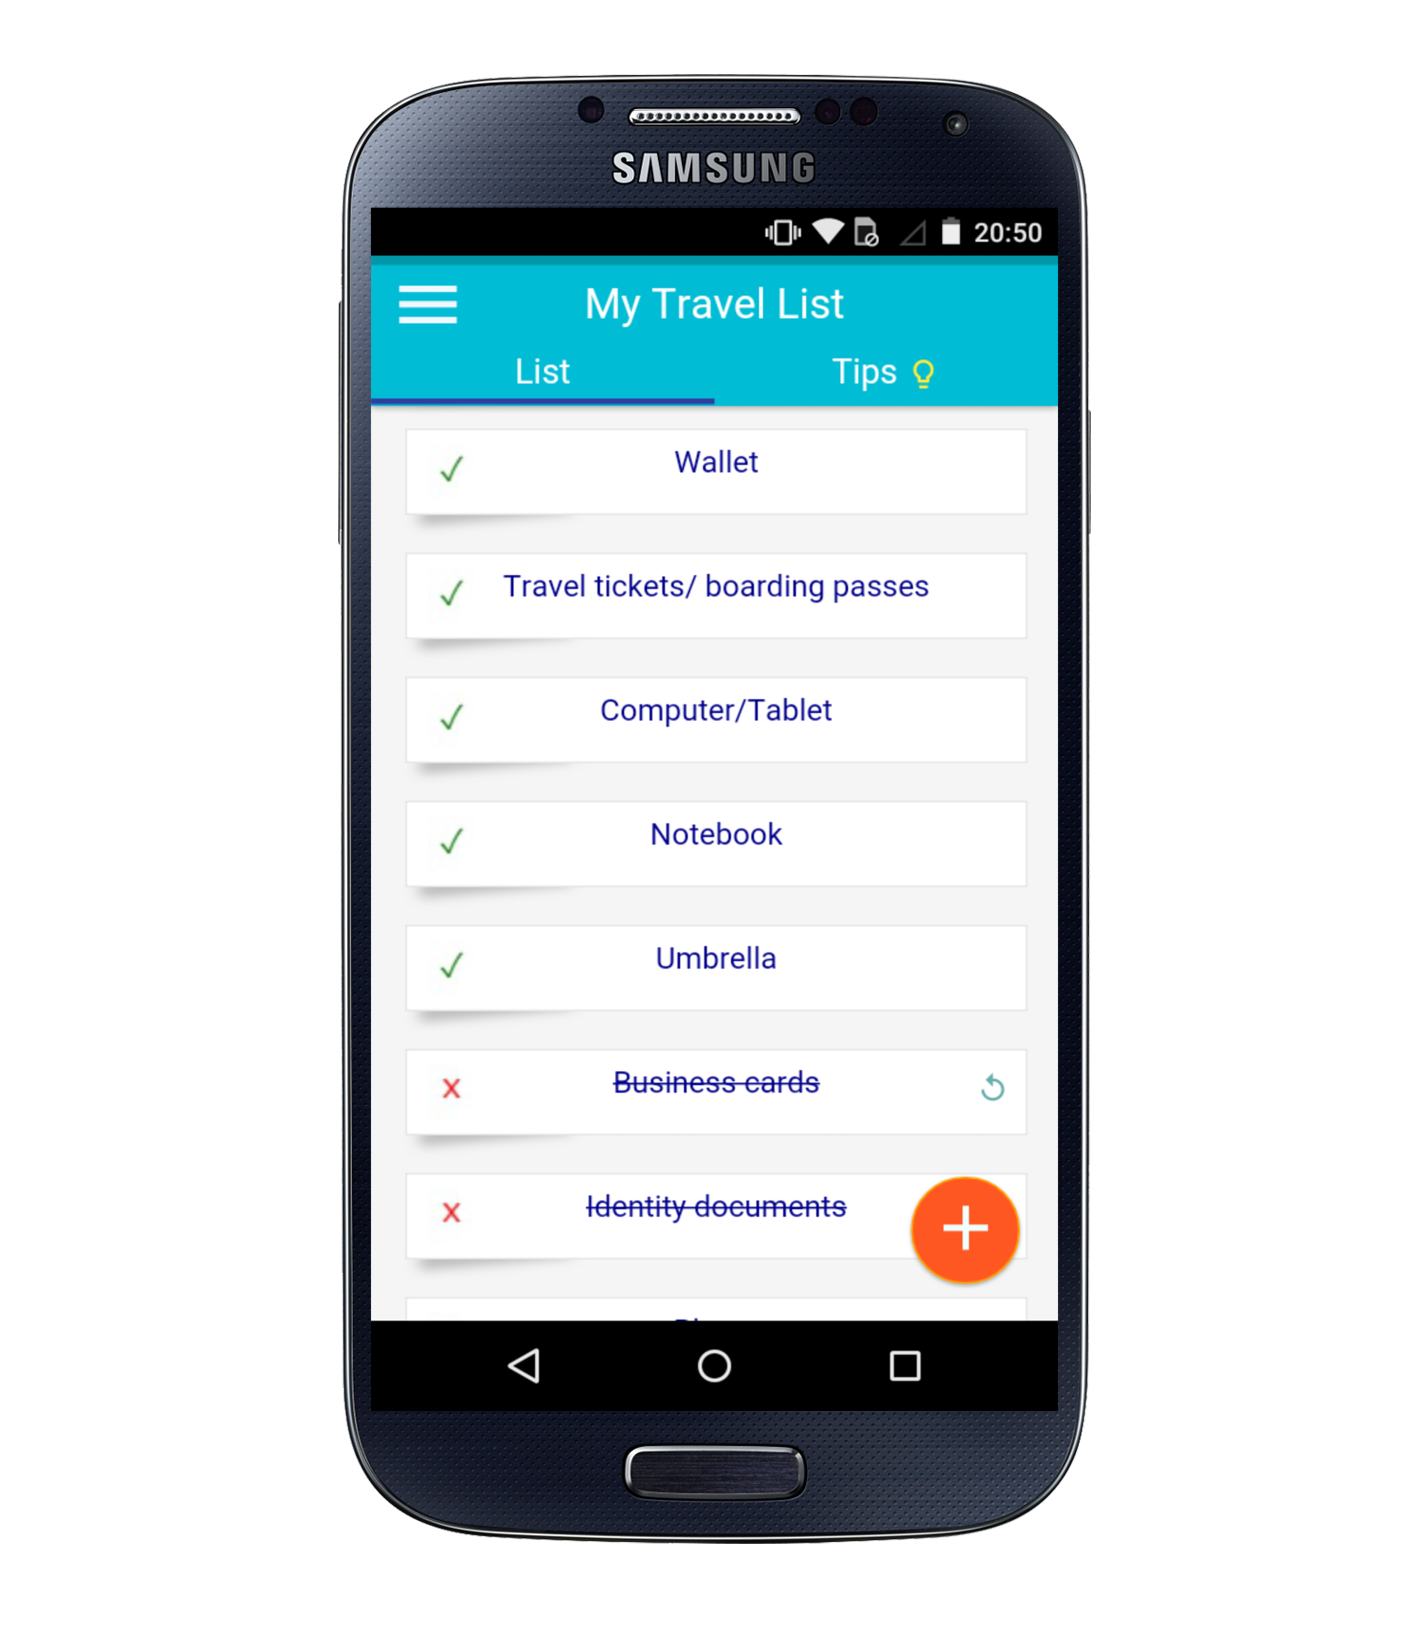 SAMSUNG
20:50
My Travel List
List
Tips
Wallet
Travel tickets/ boarding passes
Computer/Tablet
Notebook
Umbrella
Business cards
Identity documents